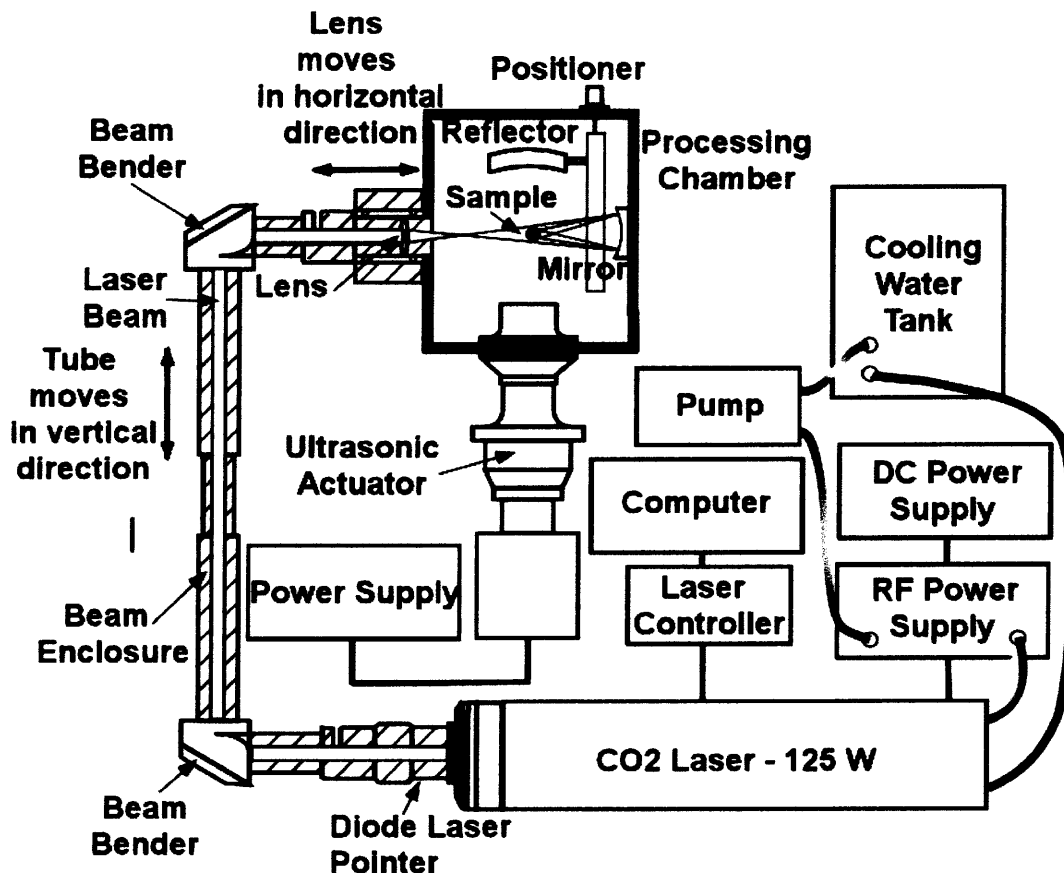 Lens
moves
in horizontal
direction
Positioner
Beam
Bender
Reflector
Processing
Chamber
Sample
Mirror
Lens
Laser
Beam
Cooling
Water
Tank
Tube
moves
in vertical
direction
Pump
Ultrasonic
Actuator
Computer
DC Power
Supply
Power Supply
Laser
Controller
RF Power
Supply
Beam
Enclosure
CO2 Laser - 125 W
Beam
Bender
Diode Laser
Pointer